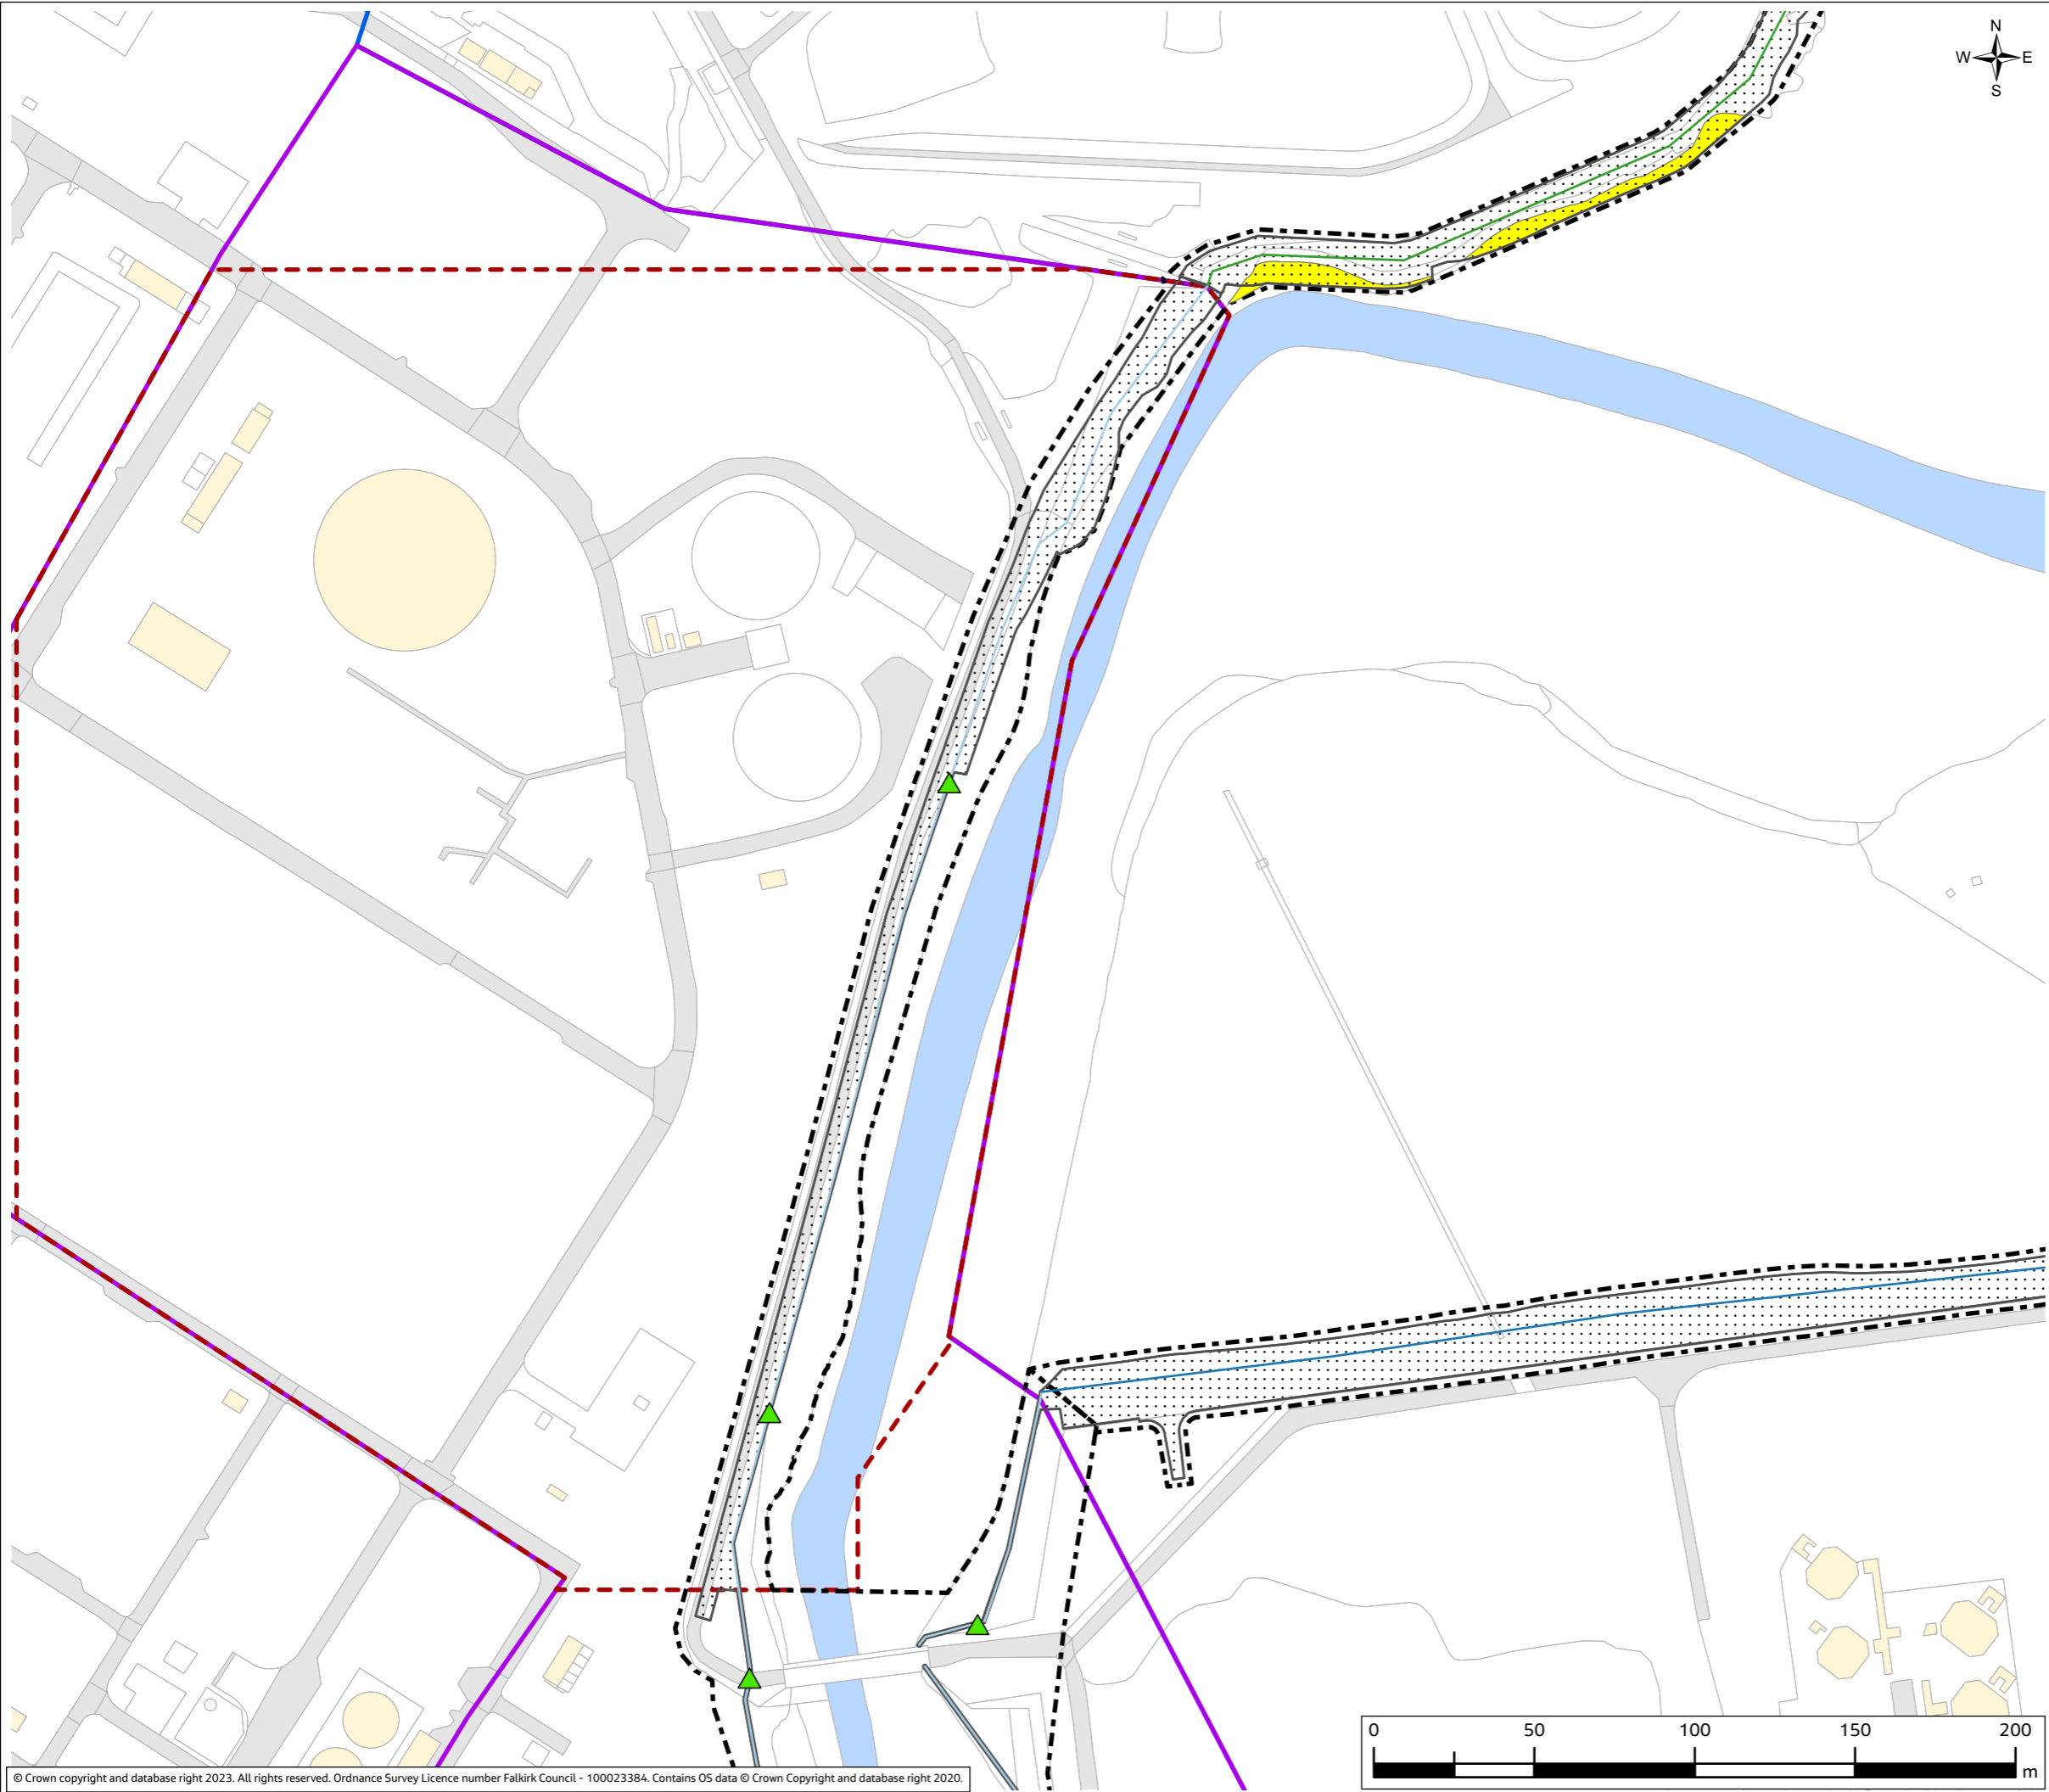 N
W E
S
0 50 100 150 200
m
© Crown copyright and database right 2023. All rights reserved. Ordnance Survey Licence number Falkirk Council - 100023384. Contains OS data © Crown Copyright and database right 2020.